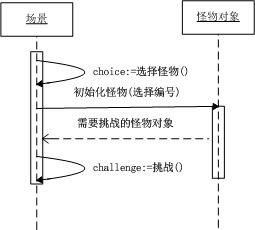 场景
怪物对象
choice:=选择怪物()
初始化怪物(选择编号)
需要挑战的怪物对象
challenge:=挑战()